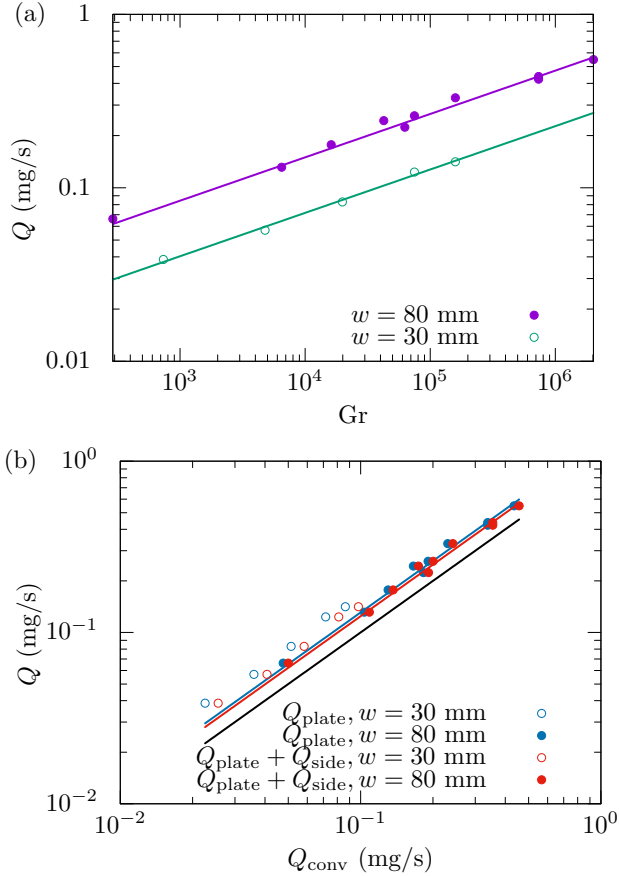 (a)
1
0.1
0.01
Q (mg/s)
w = 80 mm
w = 30 mm
10³ 10⁴ 10⁵ 10⁶
Gr
(b)
10⁰
10⁻¹
10⁻²
Q (mg/s)
Q_plate, w = 30 mm
Q_plate, w = 80 mm
Q_plate + Q_side, w = 30 mm
Q_plate + Q_side, w = 80 mm
10⁻² 10⁻¹ 10⁰
Q_conv (mg/s)